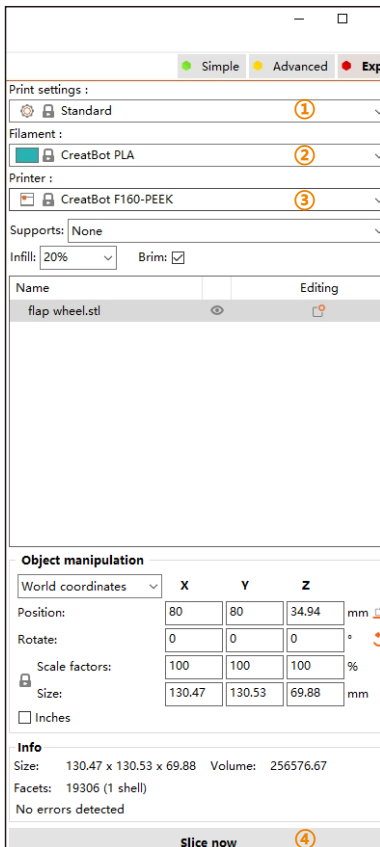 Simple Advanced Exp
Print settings :
Standard ①
Filament :
CreatBot PLA ②
Printer :
CreatBot F160-PEEK ③
Supports: None
Infill: 20% Brim:
Name Editing
flap wheel.stl
Object manipulation
World coordinates X Y Z
Position: 80 80 34.94 mm
Rotate: 0 0 0 °
Scale factors: 100 100 100 %
Size: 130.47 130.53 69.88 mm
Inches
Info
Size: 130.47 x 130.53 x 69.88 Volume: 256576.67
Facets: 19306 (1 shell)
No errors detected
Slice now ④